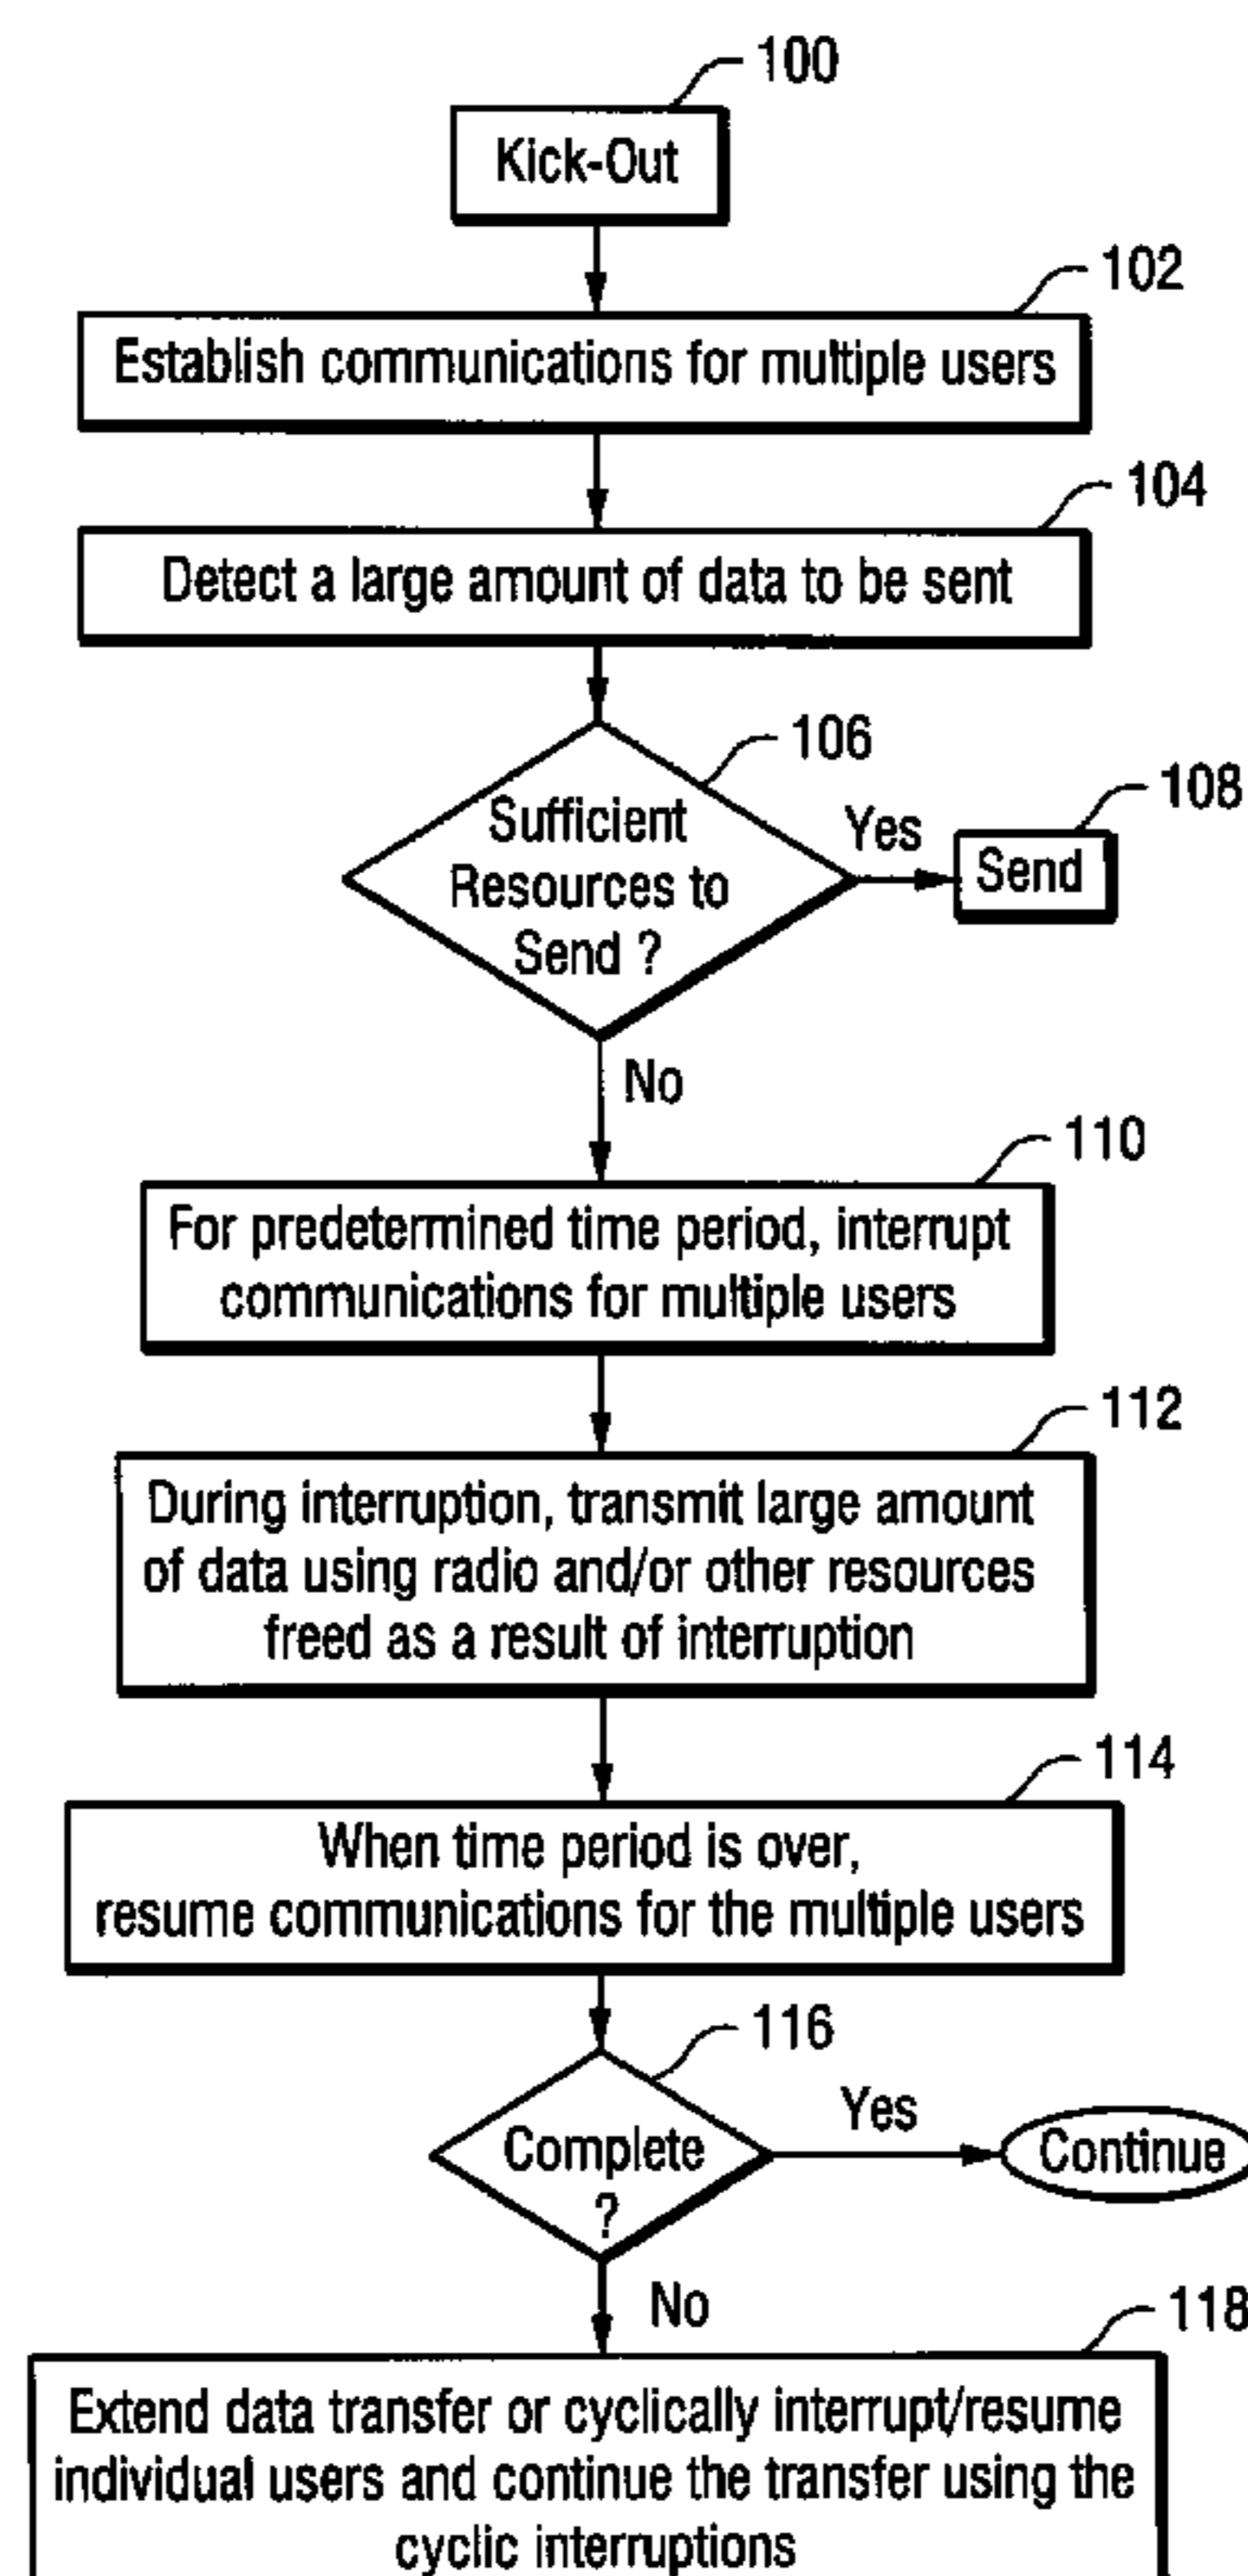 100
Kick-Out
102
Establish communications for multiple users
104
Detect a large amount of data to be sent
106
Sufficient
Resources to
Send ?
Yes
108
Send
No
110
For predetermined time period, interrupt
communications for multiple users
112
During interruption, transmit large amount
of data using radio and/or other resources
freed as a result of interruption
114
When time period is over,
resume communications for the multiple users
116
Complete
?
Yes
Continue
No
118
Extend data transfer or cyclically interrupt/resume
individual users and continue the transfer using the
cyclic interruptions